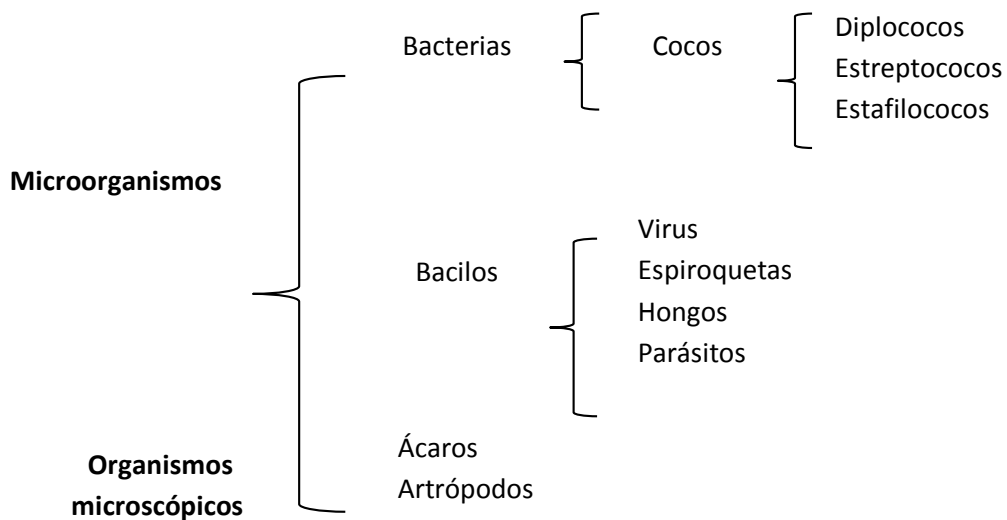 Bacterias
Cocos
Diplococos
Estreptococos
Estafilococos
Microorganismos
Bacilos
Virus
Espiroquetas
Hongos
Parásitos
Organismos
microscópicos
Ácaros
Artrópodos